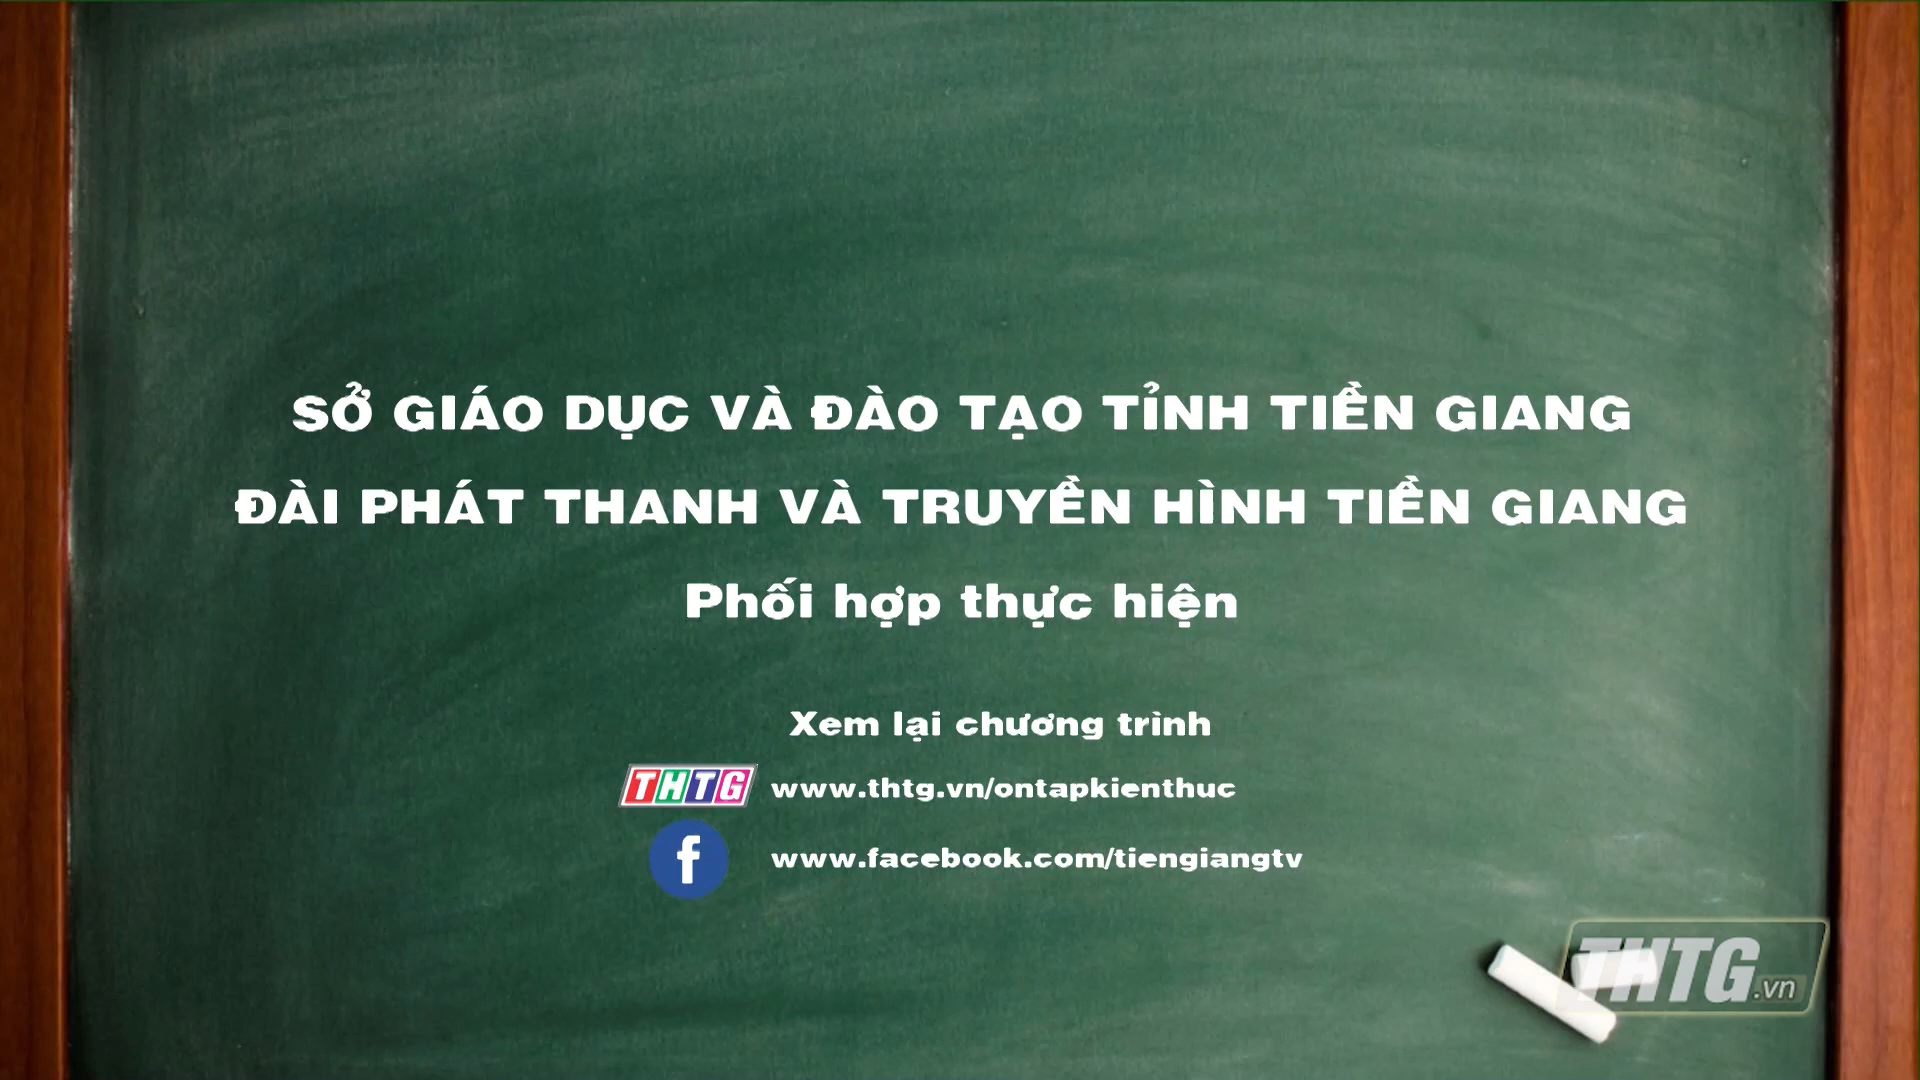 SỞ GIÁO DỤC VÀ ĐÀO TẠO TỈNH TIỀN GIANG
ĐÀI PHÁT THANH VÀ TRUYỀN HÌNH TIỀN GIANG
Phối hợp thực hiện
Xem lại chương trình
THTG www.thtg.vn/ontapkienthuc
f www.facebook.com/tiengiangtv
THTG.vn